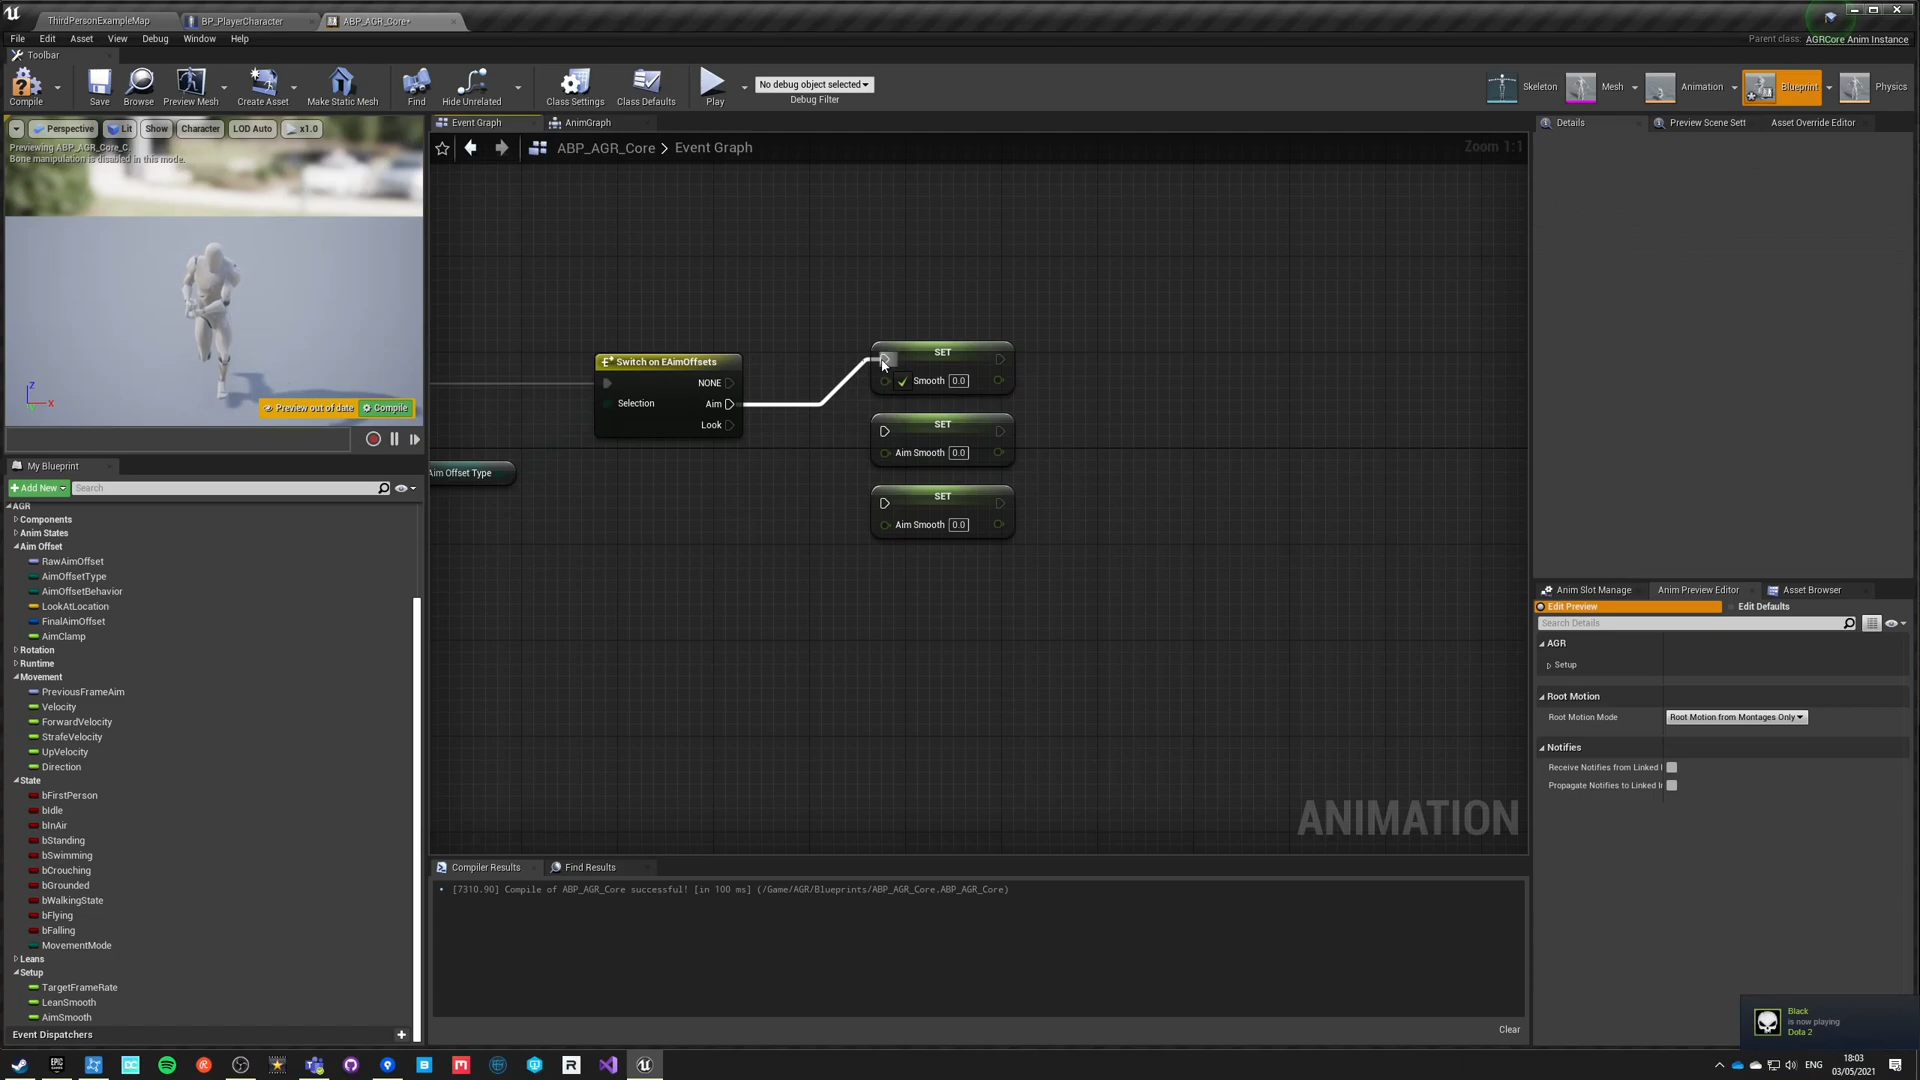 ThirdPersonExampleMap
BP_PlayerCharacter
ABP_AGR_Core*
File
Edit
Asset
View
Debug
Window
Help
Parent class: AGRCore Anim Instance
Toolbar
Compile
Save
Browse
Preview Mesh
Create Asset
Make Static Mesh
Find
Hide Unrelated
Class Settings
Class Defaults
Play
No debug object selected
Debug Filter
Skeleton
Mesh
Animation
Blueprint
Physics
Perspective
Lit
Show
Character
LOD Auto
x1.0
Previewing ABP_AGR_Core_C.
Bone manipulation is disabled in this mode.
Z
X
Y
Preview out of date
Compile
Event Graph
AnimGraph
ABP_AGR_Core > Event Graph
Zoom 1:1
Switch on EAimOffsets
NONE
Selection
Aim
Look
Aim Offset Type
SET
Smooth 0.0
SET
Aim Smooth 0.0
SET
Aim Smooth 0.0
ANIMATION
My Blueprint
+Add New
Search
AGR
Components
Anim States
Aim Offset
RawAimOffset
AimOffsetType
AimOffsetBehavior
LookAtLocation
FinalAimOffset
AimClamp
Rotation
Runtime
Movement
PreviousFrameAim
Velocity
ForwardVelocity
StrafeVelocity
UpVelocity
Direction
State
bFirstPerson
bIdle
bInAir
bStanding
bSwimming
bCrouching
bGrounded
bWalkingState
bFlying
bFalling
MovementMode
Leans
Setup
TargetFrameRate
LeanSmooth
AimSmooth
Event Dispatchers
Compiler Results
Find Results
[7310.90] Compile of ABP_AGR_Core successful! [in 100 ms] (/Game/AGR/Blueprints/ABP_AGR_Core.ABP_AGR_Core)
Clear
Details
Preview Scene Sett
Asset Override Editor
Anim Slot Manage
Anim Preview Editor
Asset Browser
Edit Preview
Edit Defaults
Search Details
AGR
Setup
Root Motion
Root Motion Mode
Root Motion from Montages Only
Notifies
Receive Notifies from Linked I
Propagate Notifies to Linked Ir
Black
is now playing
Dota 2
ENG
18:03
03/05/2021